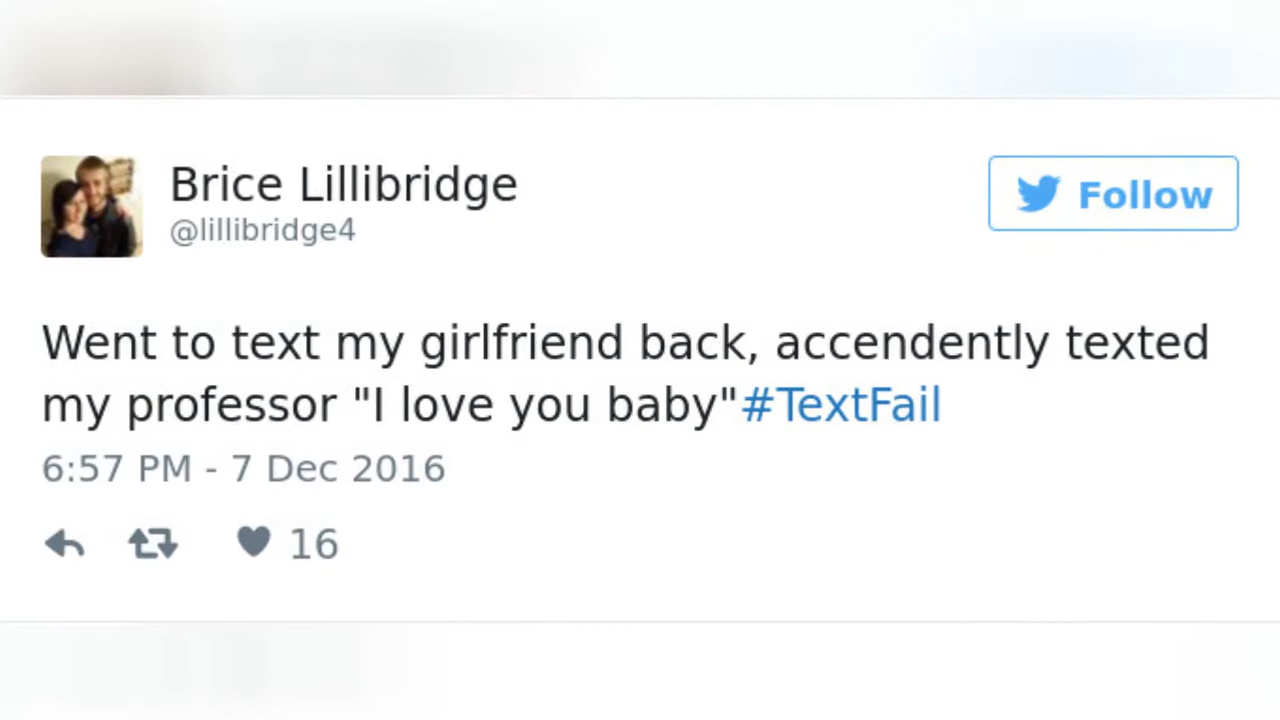 Brice Lillibridge
@lillibridge4
Follow
Went to text my girlfriend back, accendently texted
my professor "I love you baby"#TextFail
6:57 PM - 7 Dec 2016
16